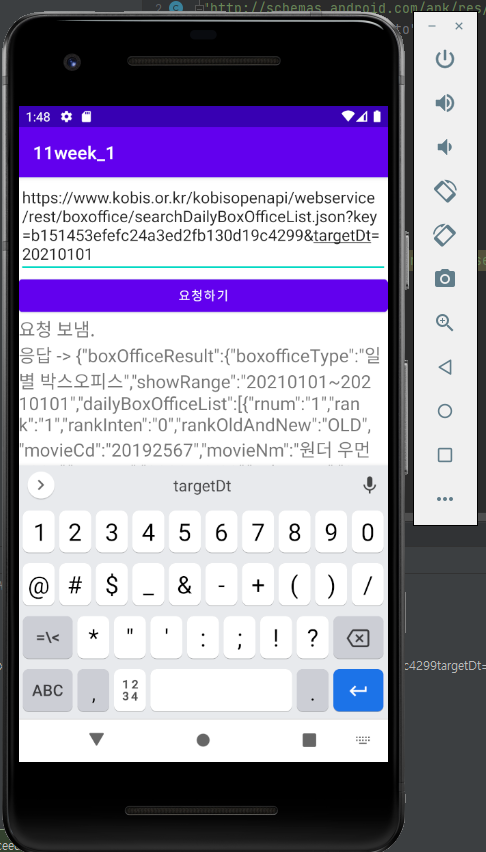 2
"http://schemas.android.com/apk/res/
1:48
11week_1
https://www.kobis.or.kr/kobisopenapi/webservice
/rest/boxoffice/searchDailyBoxOfficeList.json?key
=b151453efefc24a3ed2fb130d19c4299&targetDt=
20210101
요청하기
요청 보냄.
응답 -> {"boxOfficeResult":{"boxofficeType":"일
별 박스오피스","showRange":"20210101~202
10101","dailyBoxOfficeList":[{"rnum":"1","ran
k":"1","rankInten":"0","rankOldAndNew":"OLD",
"movieCd":"20192567","movieNm":"원더 우먼
targetDt
1 2 3 4 5 6 7 8 9 0
@ # $ _ & - + ( ) /
=\< * " ' : ; ! ?
ABC , 1 2 3 4 .
c4299targetDt=